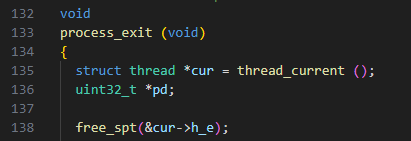 132 void
133 process_exit (void)
134 {
135 struct thread *cur = thread_current ();
136 uint32_t *pd;
137
138 free_spt(&cur->h_e);